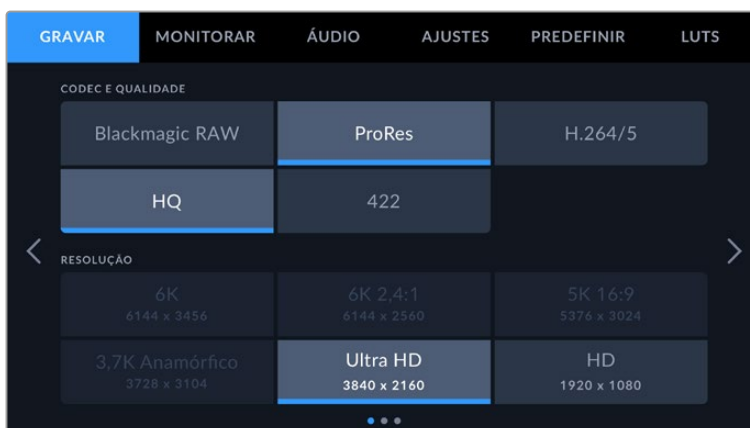 GRAVAR MONITORAR ÁUDIO AJUSTES PREDEFINIR LUTS
CODEC E QUALIDADE
Blackmagic RAW ProRes H.264/5
HQ 422
RESOLUÇÃO
6K 6K 2,4:1 5K 16:9
6144 x 3456 6144 x 2560 5376 x 3024
3,7K Anamórfico Ultra HD HD
3728 x 3104 3840 x 2160 1920 x 1080